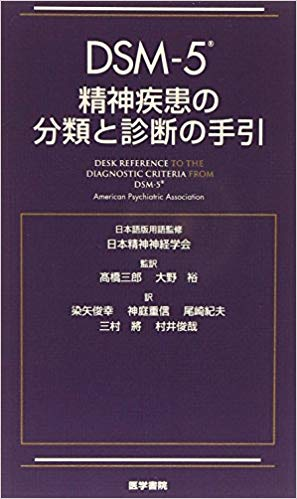 DSM-5®
精神疾患の
分類と診断の手引
DESK REFERENCE TO THE
DIAGNOSTIC CRITERIA FROM
DSM-5®
American Psychiatric Association
日本語版用語監修
日本精神神経学会
監訳
髙橋三郎 大野 裕
訳
染矢俊幸 神庭重信 尾崎紀夫
三村 將 村井俊哉
医学書院